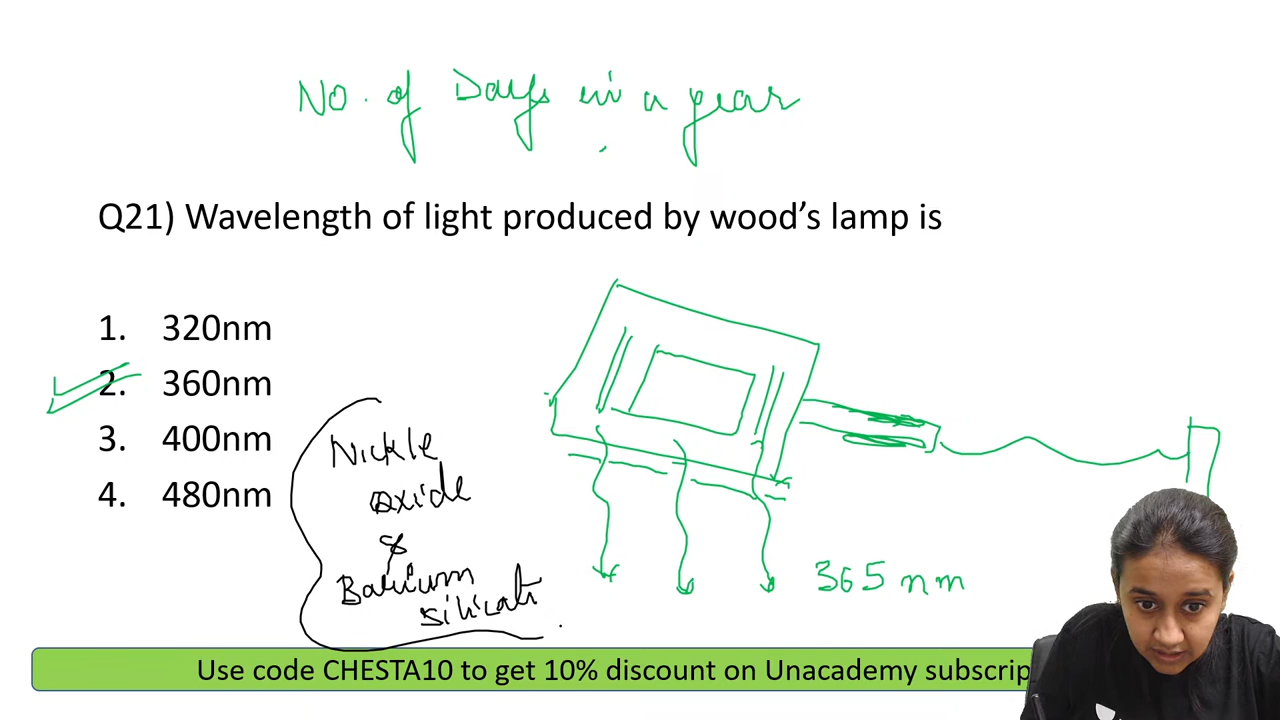 No. of Days in a year
Q21) Wavelength of light produced by wood’s lamp is
1. 320nm
2. 360nm
3. 400nm
4. 480nm
Nickle
oxide
&
Barium
silicate
365 nm
Use code CHESTA10 to get 10% discount on Unacademy subscrip